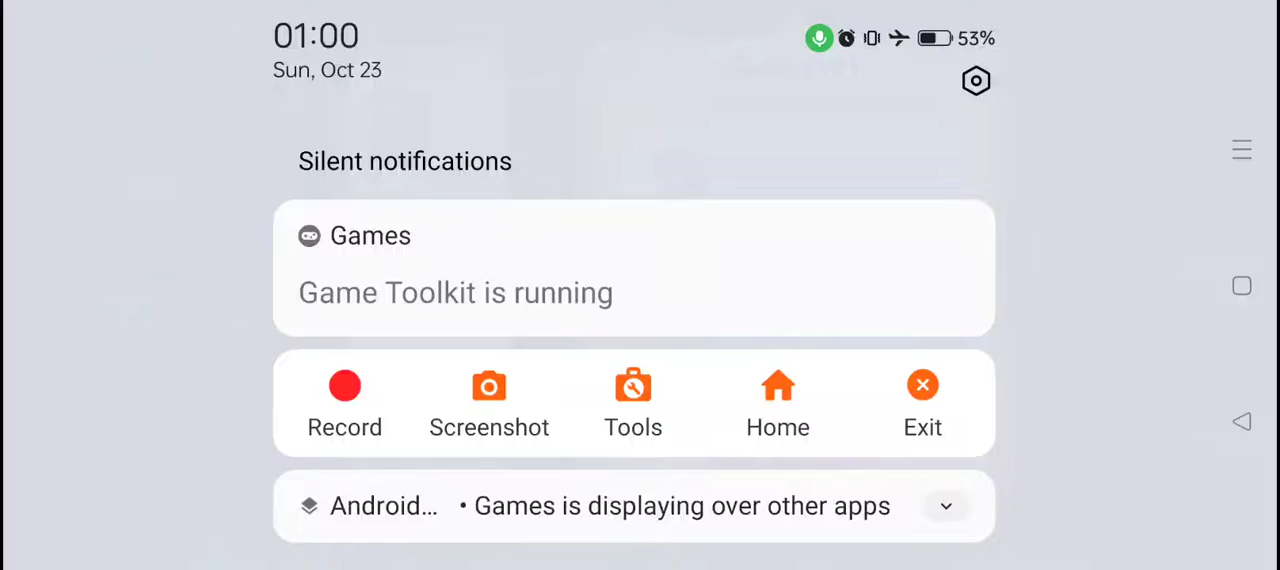 01:00
53%
Sun, Oct 23
Silent notifications
Games
Game Toolkit is running
Record Screenshot Tools Home Exit
Android... • Games is displaying over other apps